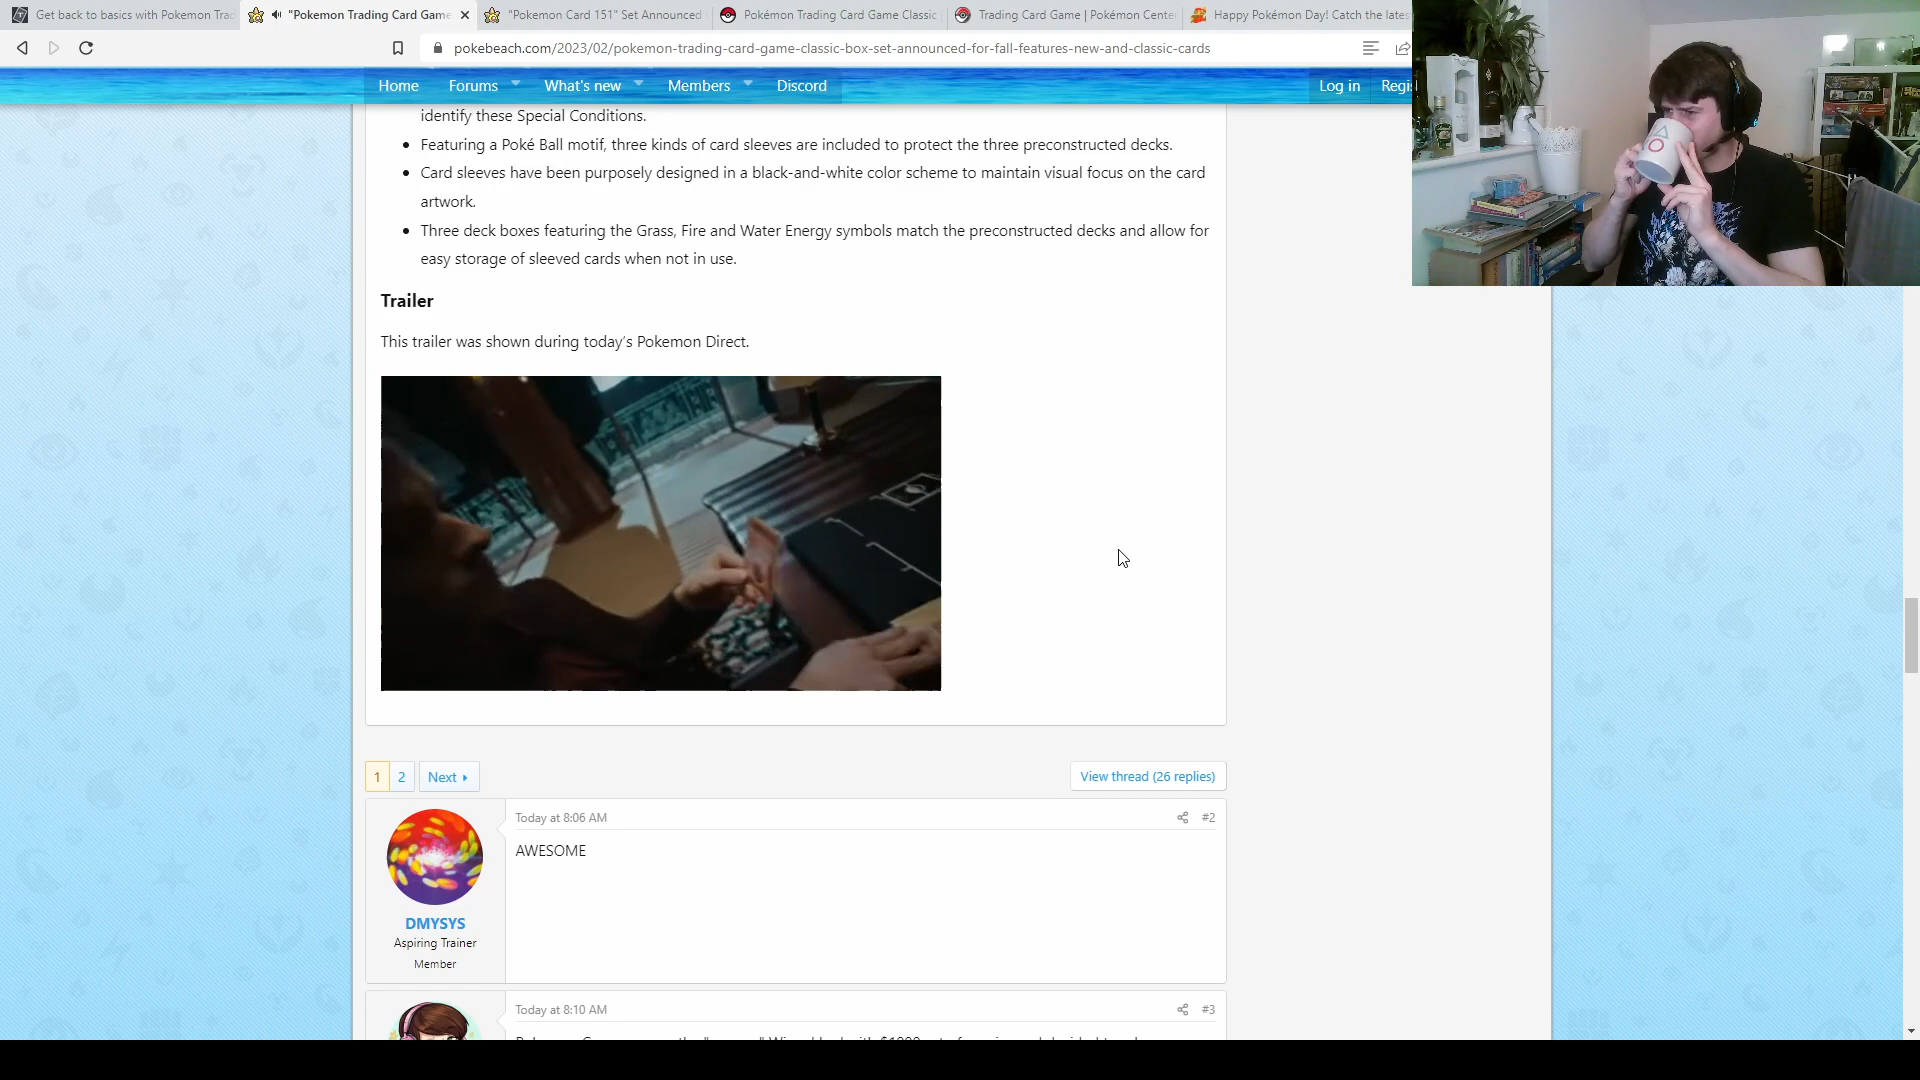 Get back to basics with Pokemon Trad
"Pokemon Trading Card Game
"Pokemon Card 151" Set Announced
Pokémon Trading Card Game Classic
Trading Card Game | Pokémon Cente
Happy Pokémon Day! Catch the lates
pokebeach.com/2023/02/pokemon-trading-card-game-classic-box-set-announced-for-fall-features-new-and-classic-cards
Home Forums What's new Members Discord Log in Regis
identify these Special Conditions.
Featuring a Poké Ball motif, three kinds of card sleeves are included to protect the three preconstructed decks.
Card sleeves have been purposely designed in a black-and-white color scheme to maintain visual focus on the card
artwork.
Three deck boxes featuring the Grass, Fire and Water Energy symbols match the preconstructed decks and allow for
easy storage of sleeved cards when not in use.
Trailer
This trailer was shown during today's Pokemon Direct.
1 2 Next
View thread (26 replies)
Today at 8:06 AM #2
AWESOME
DMYSYS
Aspiring Trainer
Member
Today at 8:10 AM #3